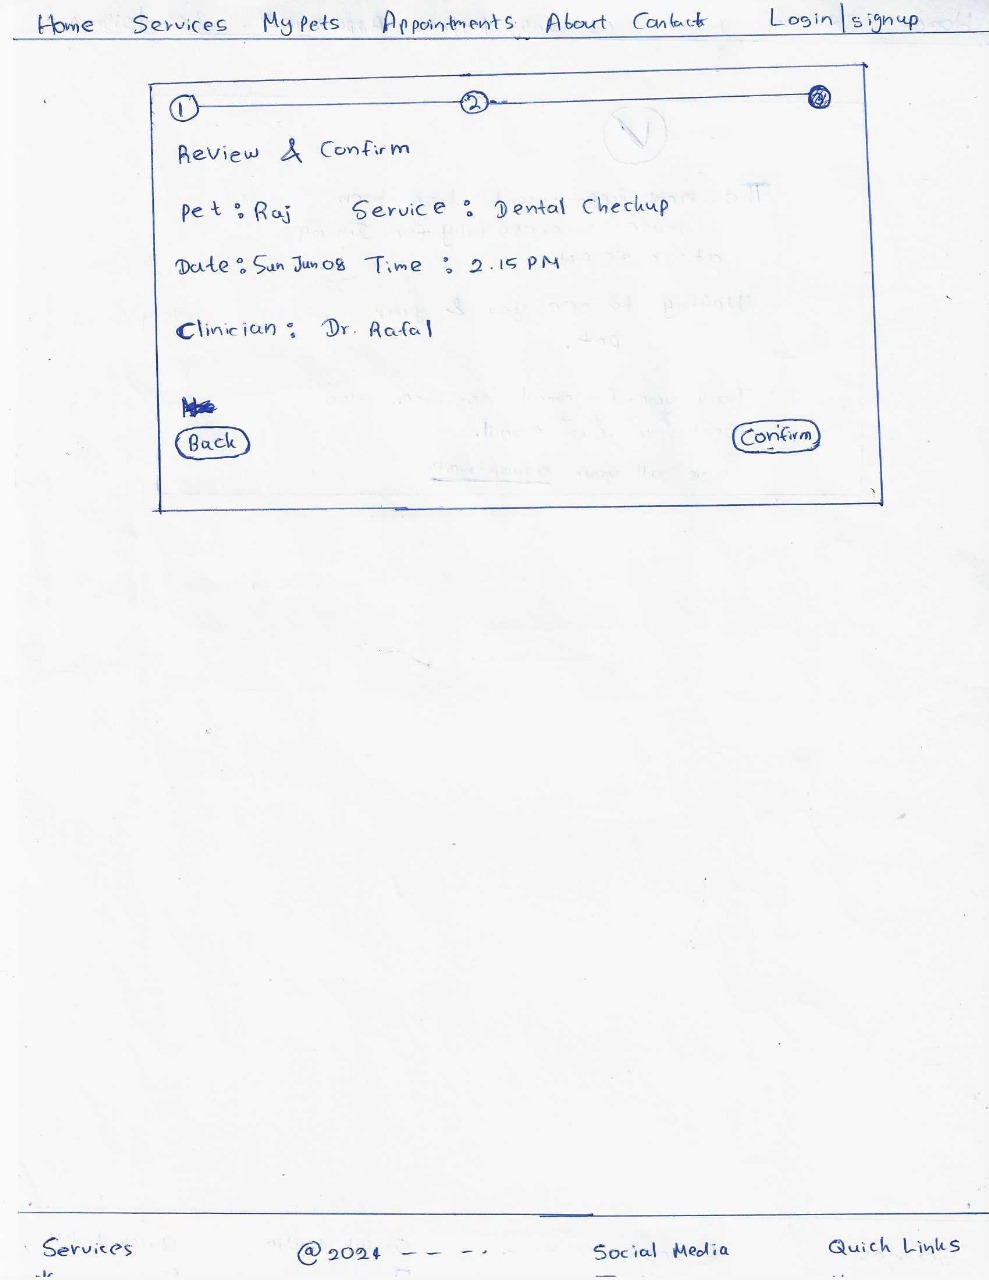 Home Services My Pets Appointments About Contact Login|signup
1 2 3
Review & Confirm
Pet : Raj Service : Dental Checkup
Date : Sun Jun 08 Time : 2.15 PM
Clinician : Dr. Rafal
Back Confirm
Services @ 2024 ----. Social Media Quick Links